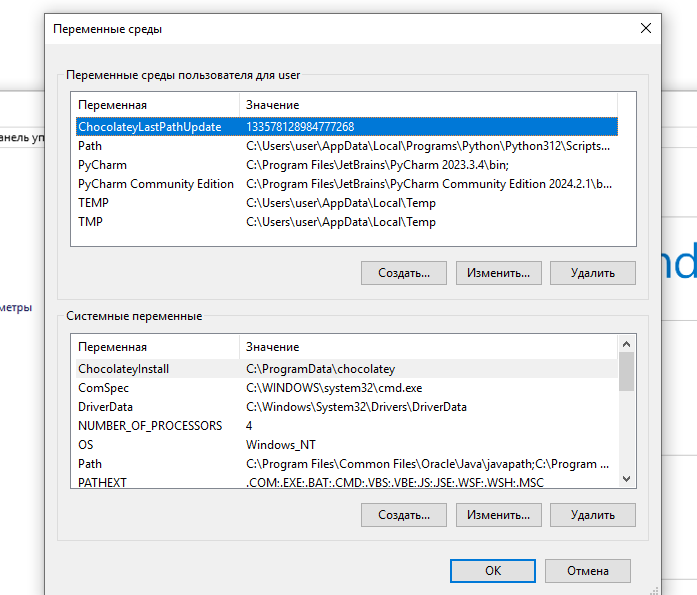 Переменные среды
Переменные среды пользователя для user
Переменная Значение
ChocolateyLastPathUpdate 133578128984777268
Path C:\Users\user\AppData\Local\Programs\Python\Python312\Scripts...
PyCharm C:\Program Files\JetBrains\PyCharm 2023.3.4\bin;
PyCharm Community Edition C:\Program Files\JetBrains\PyCharm Community Edition 2024.2.1\b...
TEMP C:\Users\user\AppData\Local\Temp
TMP C:\Users\user\AppData\Local\Temp
Создать... Изменить... Удалить
Системные переменные
Переменная Значение
ChocolateyInstall C:\ProgramData\chocolatey
ComSpec C:\WINDOWS\system32\cmd.exe
DriverData C:\Windows\System32\Drivers\DriverData
NUMBER_OF_PROCESSORS 4
OS Windows_NT
Path C:\Program Files\Common Files\Oracle\Java\javapath;C:\Program ...
PATHEXT .COM;.EXE;.BAT;.CMD;.VBS;.VBE;.JS;.JSE;.WSF;.WSH;.MSC
Создать... Изменить... Удалить
OK Отмена
анель уп
метры
nd